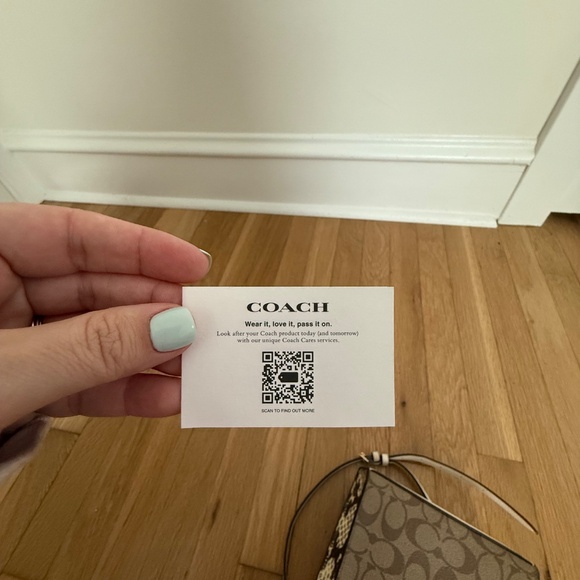 COACH
Wear it, love it, pass it on.
Look after your Coach product today (and tomorrow)
with our unique Coach Cares services.
SCAN TO FIND OUT MORE